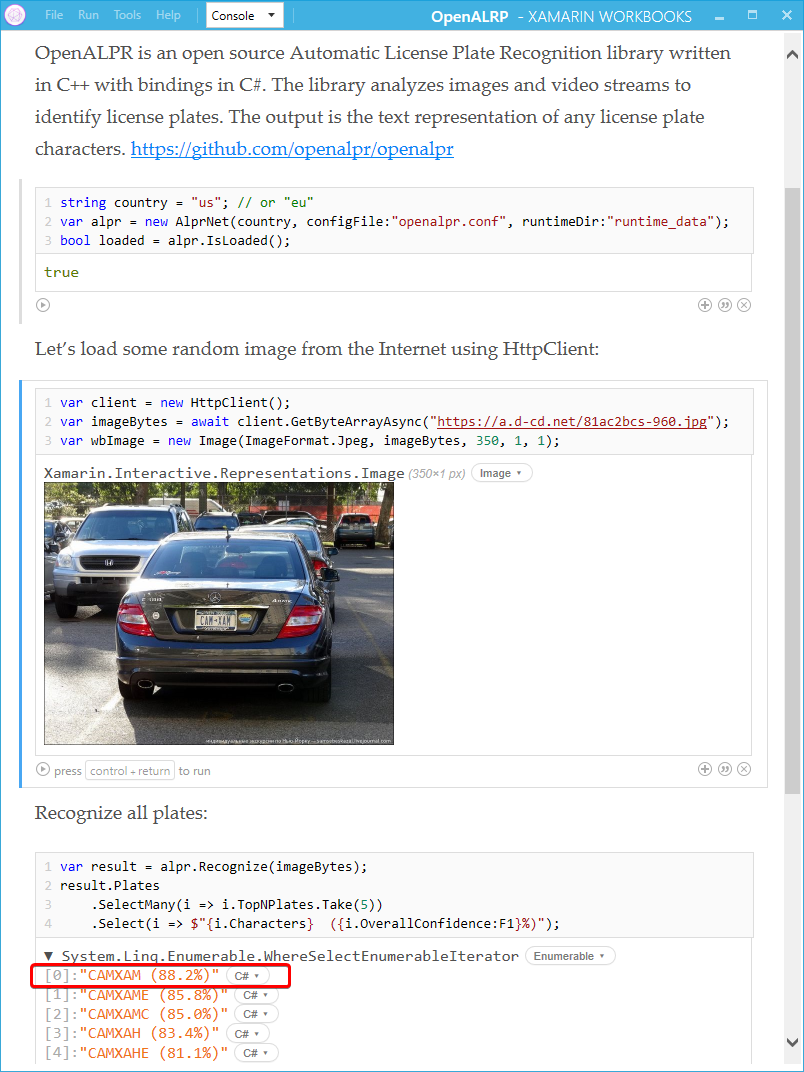 File Run Tools Help Console OpenALRP - XAMARIN WORKBOOKS
OpenALPR is an open source Automatic License Plate Recognition library written
in C++ with bindings in C#. The library analyzes images and video streams to
identify license plates. The output is the text representation of any license plate
characters. https://github.com/openalpr/openalpr
1 string country = "us"; // or "eu"
2 var alpr = new AlprNet(country, configFile:"openalpr.conf", runtimeDir:"runtime_data");
3 bool loaded = alpr.IsLoaded();
true
Let's load some random image from the Internet using HttpClient:
1 var client = new HttpClient();
2 var imageBytes = await client.GetByteArrayAsync("https://a.d-cd.net/81ac2bcs-960.jpg");
3 var wbImage = new Image(ImageFormat.Jpeg, imageBytes, 350, 1, 1);
Xamarin.Interactive.Representations.Image (350×1 px) Image
CAM-XAM
press control + return to run
Recognize all plates:
1 var result = alpr.Recognize(imageBytes);
2 result.Plates
3 .SelectMany(i => i.TopNPlates.Take(5))
4 .Select(i => $"{i.Characters}  ({i.OverallConfidence:F1}%)");
System.Linq.Enumerable.WhereSelectEnumerableIterator Enumerable
[0]:"CAMXAM (88.2%)" C#
[1]:"CAMXAME (85.8%)" C#
[2]:"CAMXAMC (85.0%)" C#
[3]:"CAMXAH (83.4%)" C#
[4]:"CAMXAHE (81.1%)" C#